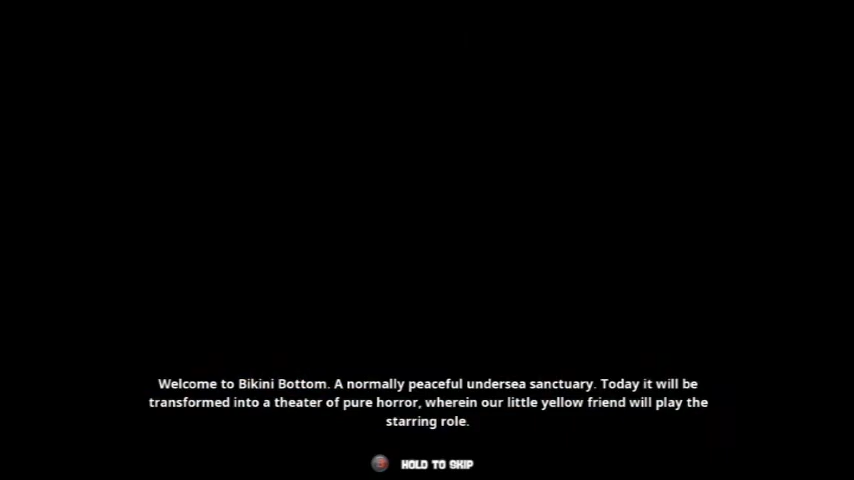 Welcome to Bikini Bottom. A normally peaceful undersea sanctuary. Today it will be
transformed into a theater of pure horror, wherein our little yellow friend will play the
starring role.
HOLD TO SKIP